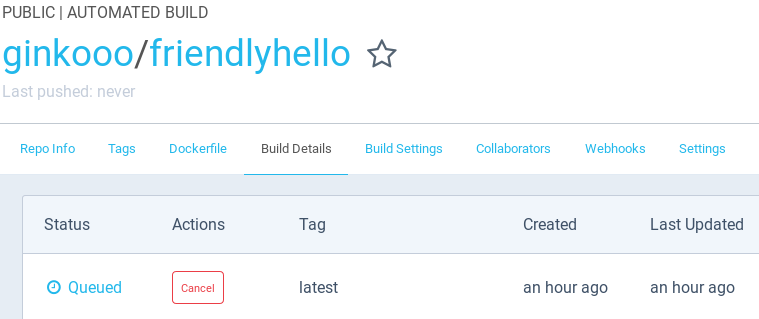 PUBLIC | AUTOMATED BUILD
ginkooo/friendlyhello
Last pushed: never
Repo Info Tags Dockerfile Build Details Build Settings Collaborators Webhooks Settings
Status Actions Tag Created Last Updated
Queued Cancel latest an hour ago an hour ago